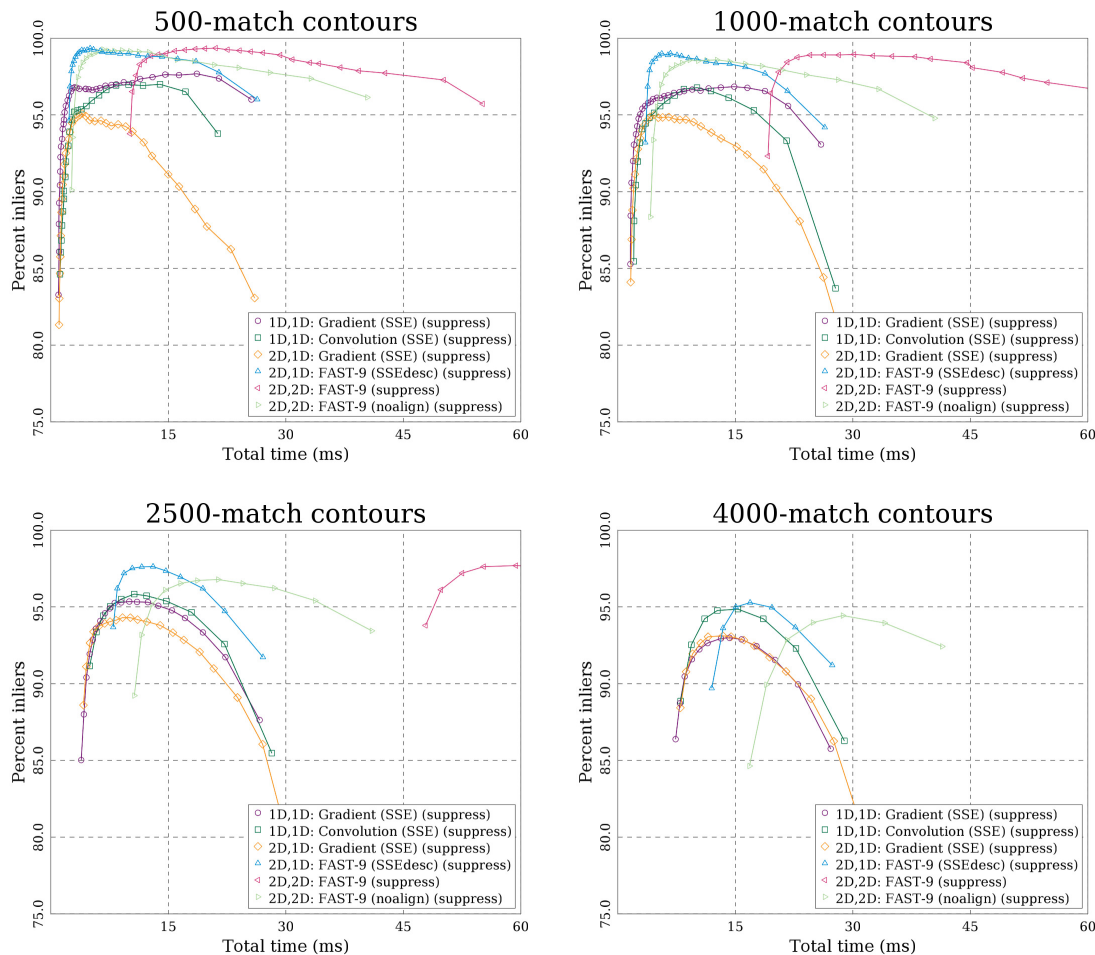 500-match contours
100.0
95.0
90.0
85.0
80.0
75.0
Percent inliers
15
30
45
60
Total time (ms)
1D,1D: Gradient (SSE) (suppress)
1D,1D: Convolution (SSE) (suppress)
2D,1D: Gradient (SSE) (suppress)
2D,1D: FAST-9 (SSEdesc) (suppress)
2D,2D: FAST-9 (suppress)
2D,2D: FAST-9 (noalign) (suppress)
1000-match contours
100.0
95.0
90.0
85.0
80.0
75.0
Percent inliers
15
30
45
60
Total time (ms)
1D,1D: Gradient (SSE) (suppress)
1D,1D: Convolution (SSE) (suppress)
2D,1D: Gradient (SSE) (suppress)
2D,1D: FAST-9 (SSEdesc) (suppress)
2D,2D: FAST-9 (suppress)
2D,2D: FAST-9 (noalign) (suppress)
2500-match contours
100.0
95.0
90.0
85.0
80.0
75.0
Percent inliers
15
30
45
60
Total time (ms)
1D,1D: Gradient (SSE) (suppress)
1D,1D: Convolution (SSE) (suppress)
2D,1D: Gradient (SSE) (suppress)
2D,1D: FAST-9 (SSEdesc) (suppress)
2D,2D: FAST-9 (suppress)
2D,2D: FAST-9 (noalign) (suppress)
4000-match contours
100.0
95.0
90.0
85.0
80.0
75.0
Percent inliers
15
30
45
60
Total time (ms)
1D,1D: Gradient (SSE) (suppress)
1D,1D: Convolution (SSE) (suppress)
2D,1D: Gradient (SSE) (suppress)
2D,1D: FAST-9 (SSEdesc) (suppress)
2D,2D: FAST-9 (suppress)
2D,2D: FAST-9 (noalign) (suppress)